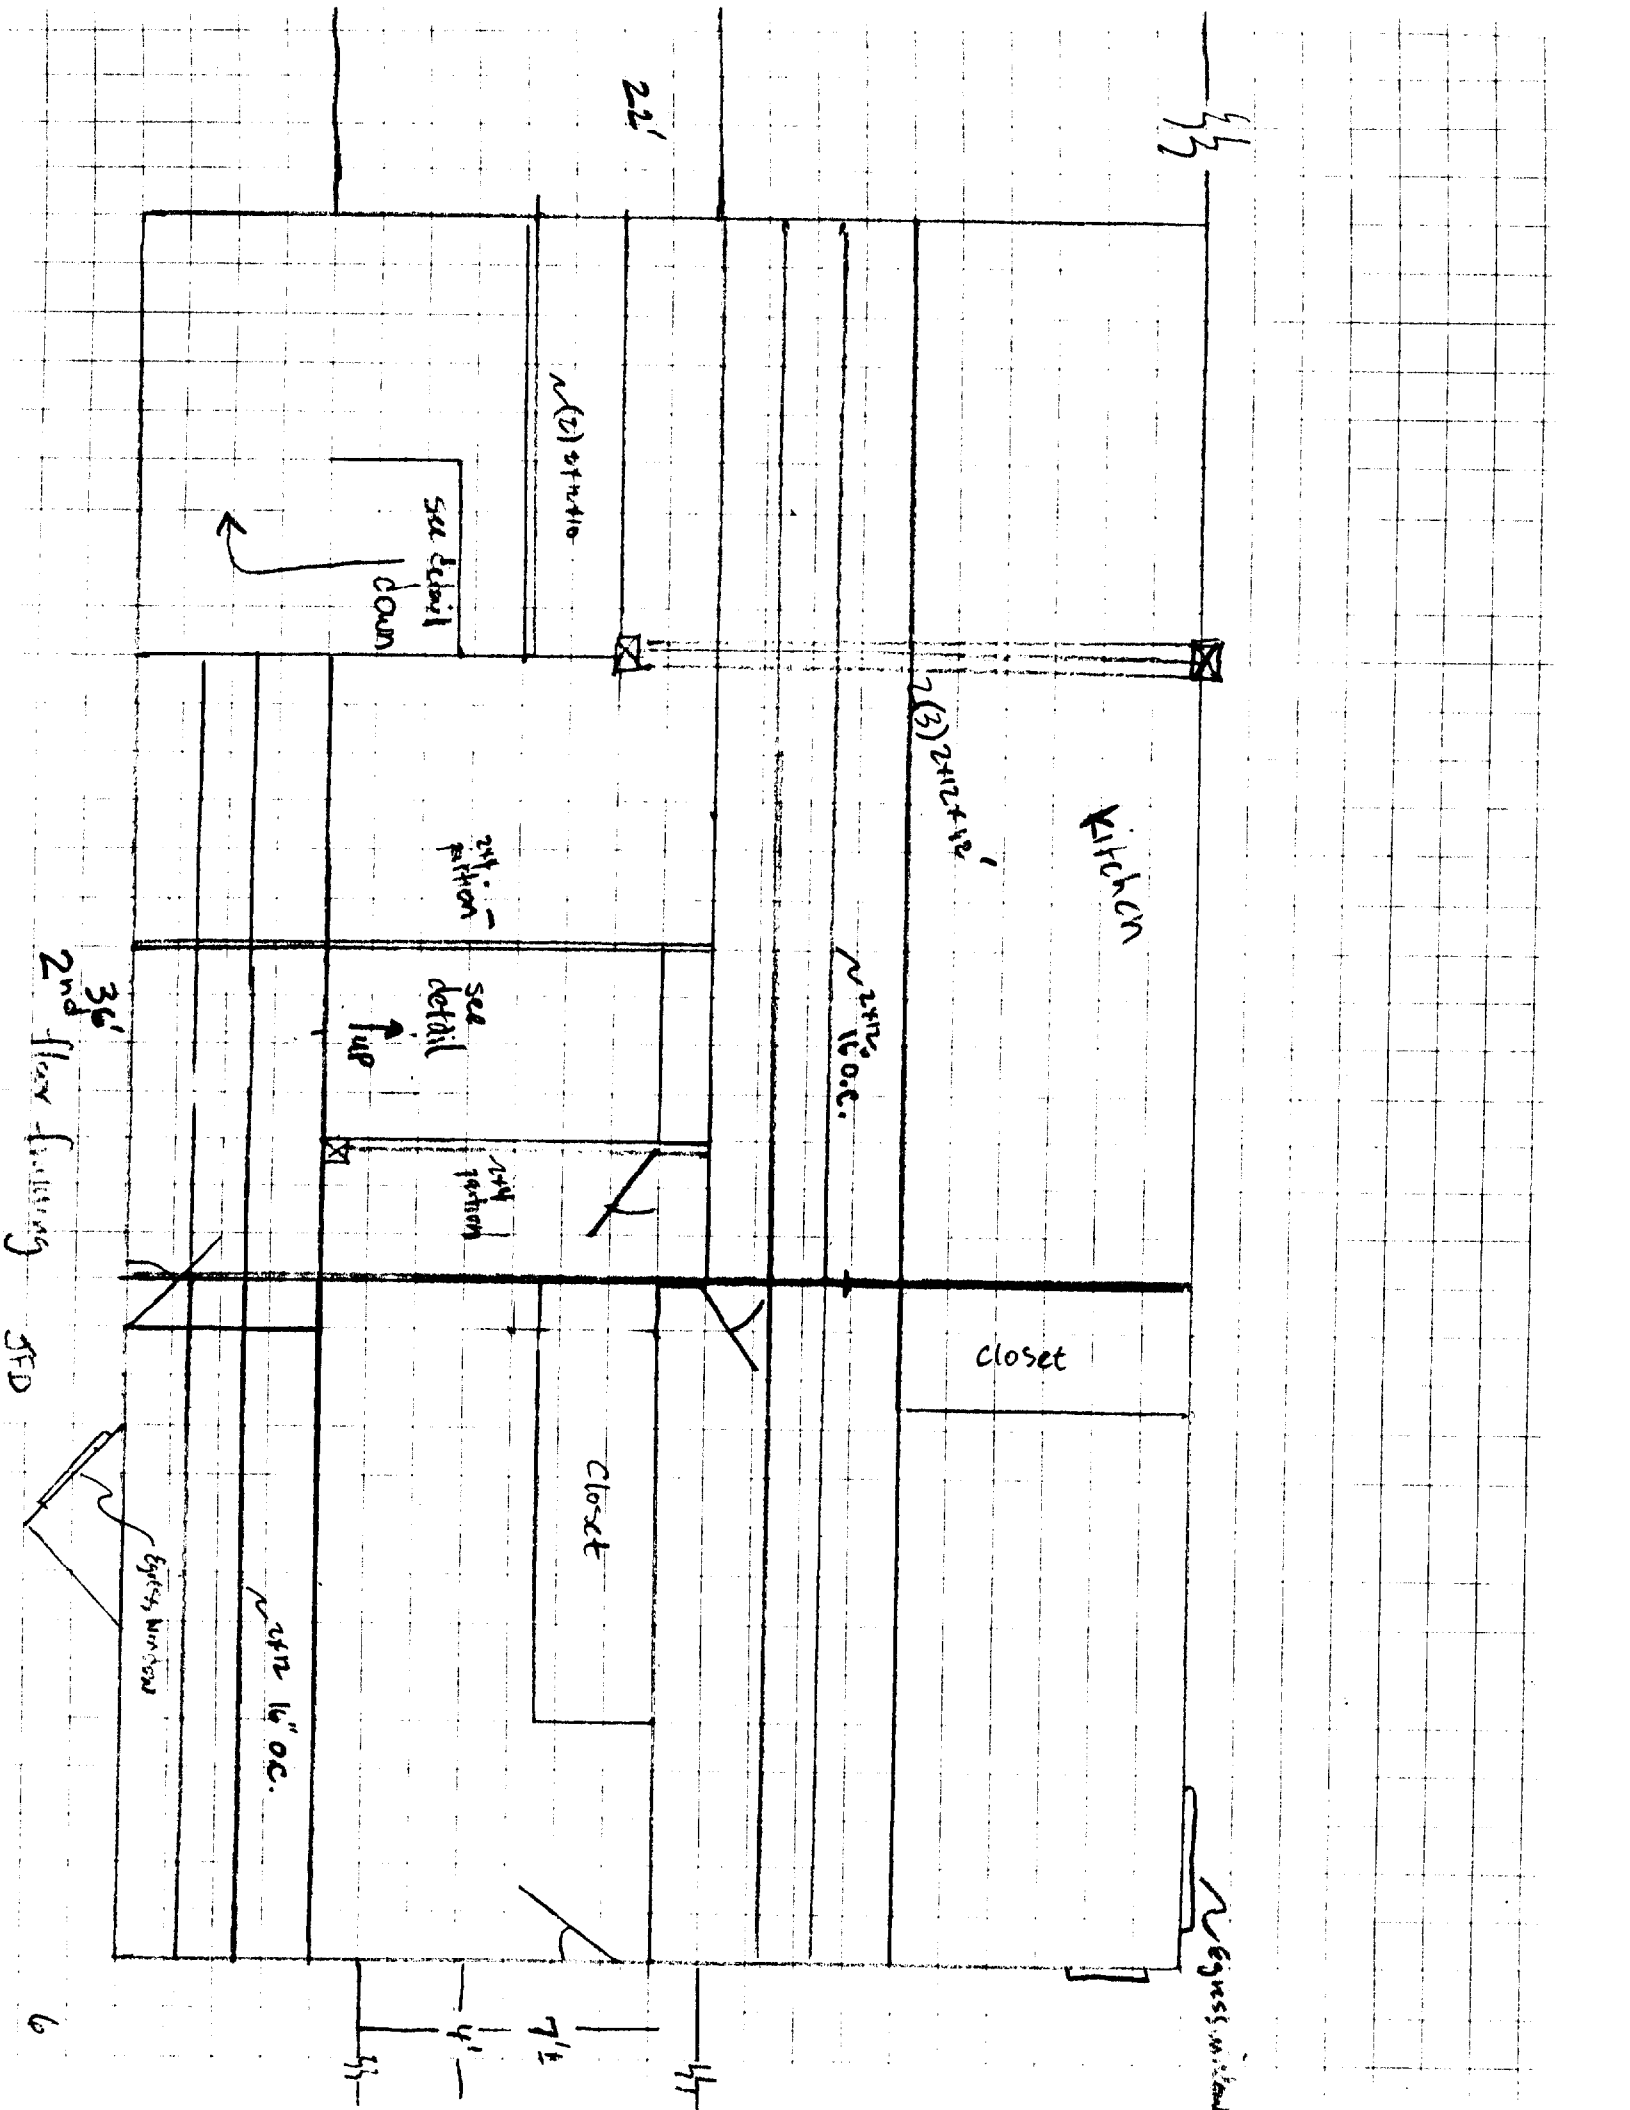 22'
Kitchen
(3) 2x12x12'
2x12s
16 o.c.
(2) 2x12x10
see detail
down
2x4
partition
see
detail
up
2x4
partition
closet
closet
Egress window
Egress window
2x12 16" o.c.
7'±
4'
36'
2nd floor framing
6